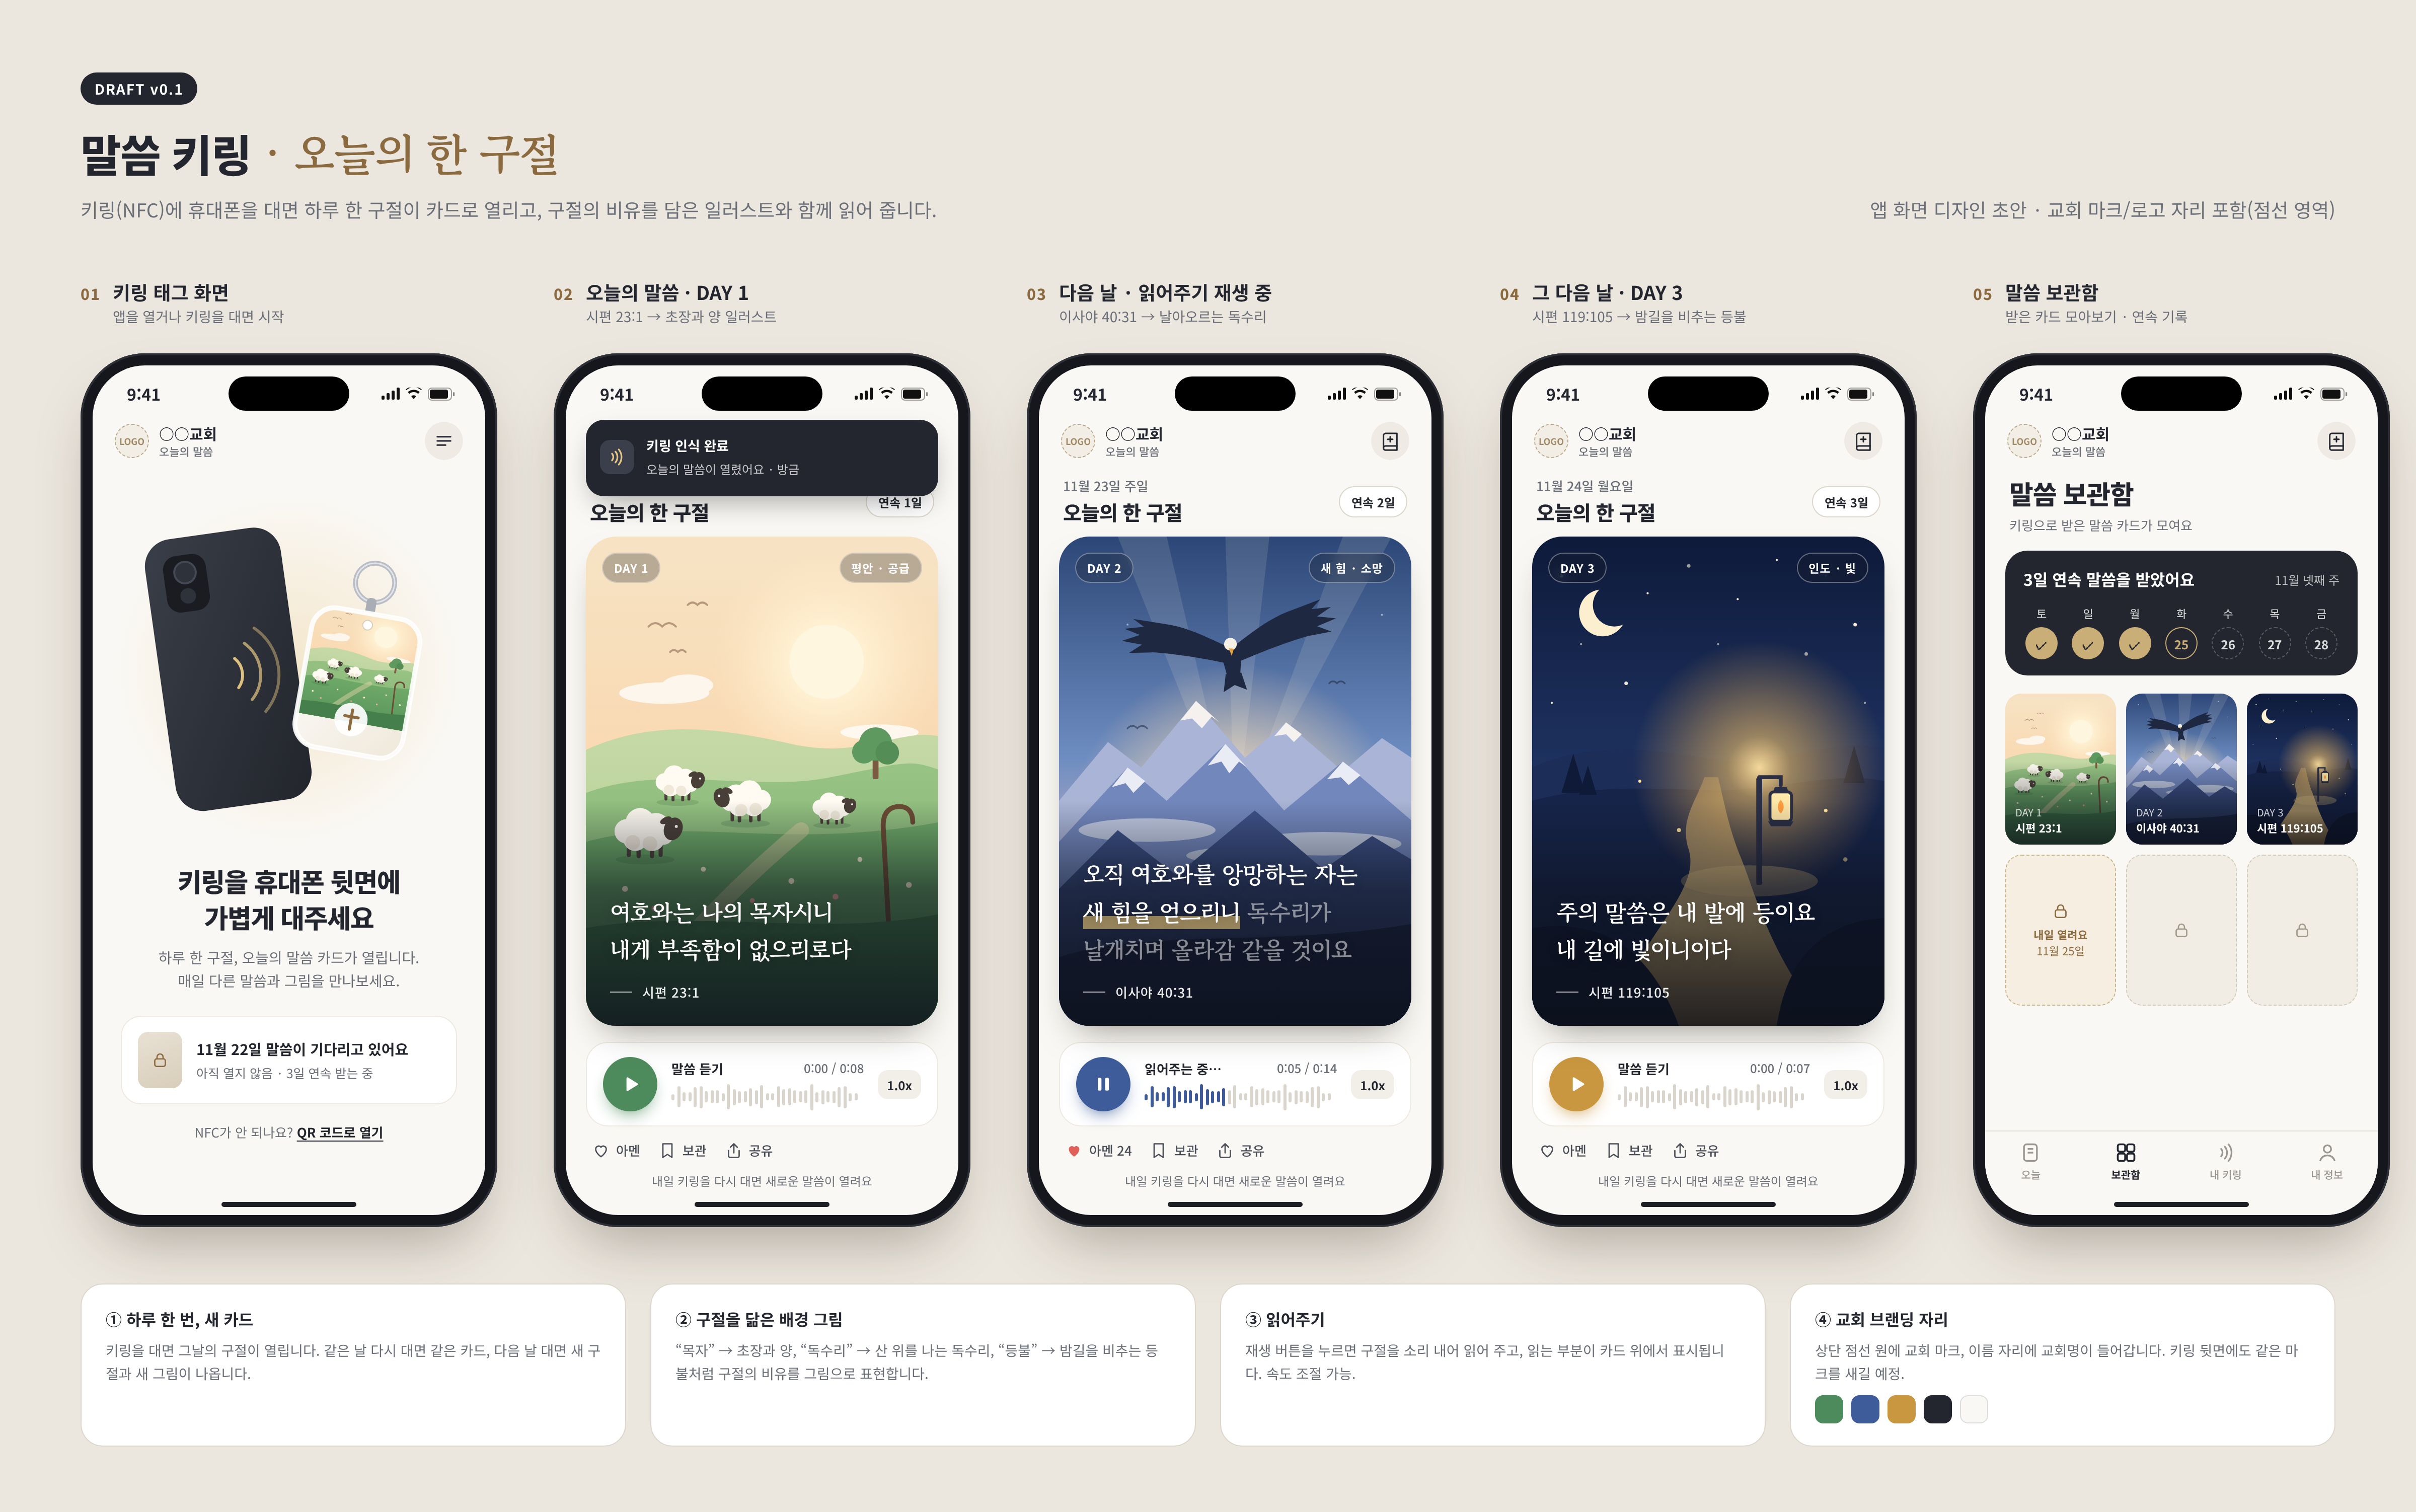 DRAFT v0.1
말씀 키링 · 오늘의 한 구절
키링(NFC)에 휴대폰을 대면 하루 한 구절이 카드로 열리고, 구절의 비유를 담은 일러스트와 함께 읽어 줍니다.
앱 화면 디자인 초안 · 교회 마크/로고 자리 포함(점선 영역)
01 키링 태그 화면
앱을 열거나 키링을 대면 시작
9:41
LOGO
○○교회
오늘의 말씀
키링을 휴대폰 뒷면에
가볍게 대주세요
하루 한 구절, 오늘의 말씀 카드가 열립니다.
매일 다른 말씀과 그림을 만나보세요.
11월 22일 말씀이 기다리고 있어요
아직 열지 않음 · 3일 연속 받는 중
NFC가 안 되나요? QR 코드로 열기
02 오늘의 말씀 · DAY 1
시편 23:1 → 초장과 양 일러스트
9:41
키링 인식 완료
오늘의 말씀이 열렸어요 · 방금
오늘의 한 구절
연속 1일
DAY 1
평안 · 공급
여호와는 나의 목자시니
내게 부족함이 없으리로다
시편 23:1
말씀 듣기
0:00 / 0:08
1.0x
아멘
보관
공유
내일 키링을 다시 대면 새로운 말씀이 열려요
03 다음 날 · 읽어주기 재생 중
이사야 40:31 → 날아오르는 독수리
9:41
LOGO
○○교회
오늘의 말씀
11월 23일 주일
오늘의 한 구절
연속 2일
DAY 2
새 힘 · 소망
오직 여호와를 앙망하는 자는
새 힘을 얻으리니 독수리가
날개치며 올라감 같을 것이요
이사야 40:31
읽어주는 중…
0:05 / 0:14
1.0x
아멘 24
보관
공유
내일 키링을 다시 대면 새로운 말씀이 열려요
04 그 다음 날 · DAY 3
시편 119:105 → 밤길을 비추는 등불
9:41
LOGO
○○교회
오늘의 말씀
11월 24일 월요일
오늘의 한 구절
연속 3일
DAY 3
인도 · 빛
주의 말씀은 내 발에 등이요
내 길에 빛이니이다
시편 119:105
말씀 듣기
0:00 / 0:07
1.0x
아멘
보관
공유
내일 키링을 다시 대면 새로운 말씀이 열려요
05 말씀 보관함
받은 카드 모아보기 · 연속 기록
9:41
LOGO
○○교회
오늘의 말씀
말씀 보관함
키링으로 받은 말씀 카드가 모여요
3일 연속 말씀을 받았어요
11월 넷째 주
토 일 월 화 수 목 금
25 26 27 28
DAY 1
시편 23:1
DAY 2
이사야 40:31
DAY 3
시편 119:105
내일 열려요
11월 25일
오늘
보관함
내 키링
내 정보
① 하루 한 번, 새 카드
키링을 대면 그날의 구절이 열립니다. 같은 날 다시 대면 같은 카드, 다음 날 대면 새 구
절과 새 그림이 나옵니다.
② 구절을 닮은 배경 그림
“목자” → 초장과 양, “독수리” → 산 위를 나는 독수리, “등불” → 밤길을 비추는 등
불처럼 구절의 비유를 그림으로 표현합니다.
③ 읽어주기
재생 버튼을 누르면 구절을 소리 내어 읽어 주고, 읽는 부분이 카드 위에서 표시됩니
다. 속도 조절 가능.
④ 교회 브랜딩 자리
상단 점선 원에 교회 마크, 이름 자리에 교회명이 들어갑니다. 키링 뒷면에도 같은 마
크를 새길 예정.